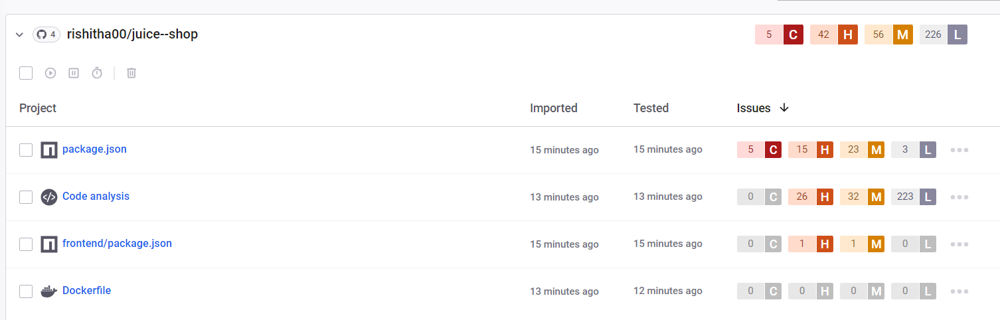 4 rishitha00/juice--shop 5 C 42 H 56 M 226 L
Project Imported Tested Issues
package.json 15 minutes ago 15 minutes ago 5 C 15 H 23 M 3 L
Code analysis 13 minutes ago 13 minutes ago 0 C 26 H 32 M 223 L
frontend/package.json 15 minutes ago 15 minutes ago 0 C 1 H 1 M 0 L
Dockerfile 13 minutes ago 12 minutes ago 0 C 0 H 0 M 0 L